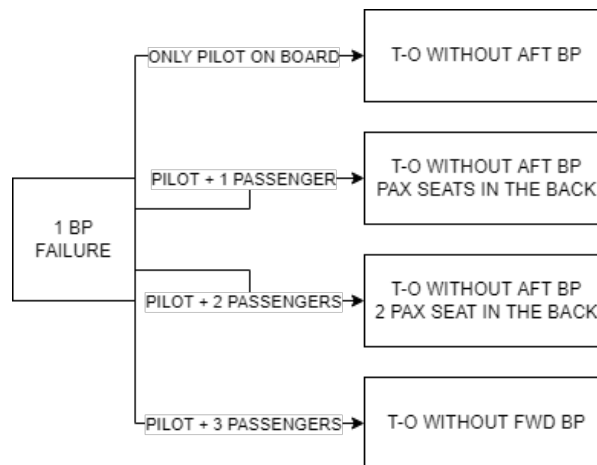 ONLY PILOT ON BOARD
T-O WITHOUT AFT BP
PILOT + 1 PASSENGER
T-O WITHOUT AFT BP
PAX SEATS IN THE BACK
1 BP
FAILURE
PILOT + 2 PASSENGERS
T-O WITHOUT AFT BP
2 PAX SEAT IN THE BACK
PILOT + 3 PASSENGERS
T-O WITHOUT FWD BP